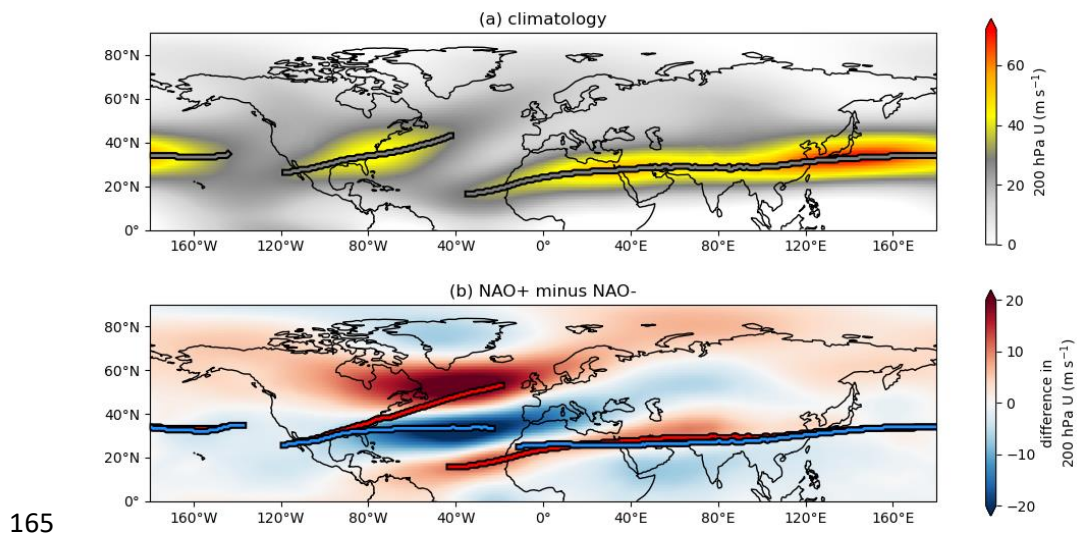 (a) climatology
80°N
60°N
40°N
20°N
0°
160°W 120°W 80°W 40°W 0° 40°E 80°E 120°E 160°E
60
40
20
0
200 hPa U (m s⁻¹)
(b) NAO+ minus NAO-
80°N
60°N
40°N
20°N
0°
160°W 120°W 80°W 40°W 0° 40°E 80°E 120°E 160°E
20
10
0
−10
−20
difference in
200 hPa U (m s⁻¹)
165